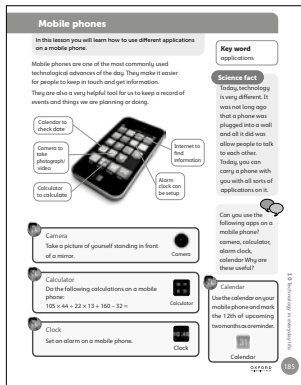 Mobile phones
In this lesson you will learn how to use different applications
on a mobile phone.
Mobile phones are one of the most commonly used
technological advances of the day. They make it easier
for people to keep in touch and get information.
They are also a very helpful tool for us to keep a record of
events and things we are planning or doing.
Calendar to
check date
Camera to
take
photograph/
video
Calculator
to calculate
Internet to
find
information
Alarm
clock can
be setup
Key word
applications
Science fact
Today, technology
is very different. It
was not long ago
that a phone was
plugged into a wall
and all it did was
allow people to talk
to each other.
Today, you can
carry a phone with
you with all sorts of
applications on it.
Can you use the
following apps on a
mobile phone?
camera, calculator,
alarm clock,
calendar Why are
these useful?
Camera
Take a picture of yourself standing in front
of a mirror.
Camera
Calculator
Do the following calculations on a mobile
phone:
105 × 44 ÷ 22 × 13 + 160 – 32 =
Calculator
Clock
Set an alarm on a mobile phone.
Clock
Calendar
Use the calendar on your
mobile phone and mark
the 12th of upcoming
two months as a reminder.
31
Calendar
10 Technology in everyday life
OXFORD
185